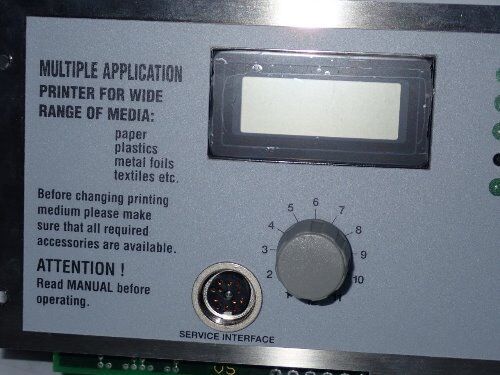 MULTIPLE APPLICATION
PRINTER FOR WIDE
RANGE OF MEDIA:
paper
plastics
metal foils
textiles etc.
Before changing printing
medium please make
sure that all required
accessories are available.
ATTENTION !
Read MANUAL before
operating.
2
3
4
5
6
7
8
9
10
SERVICE INTERFACE